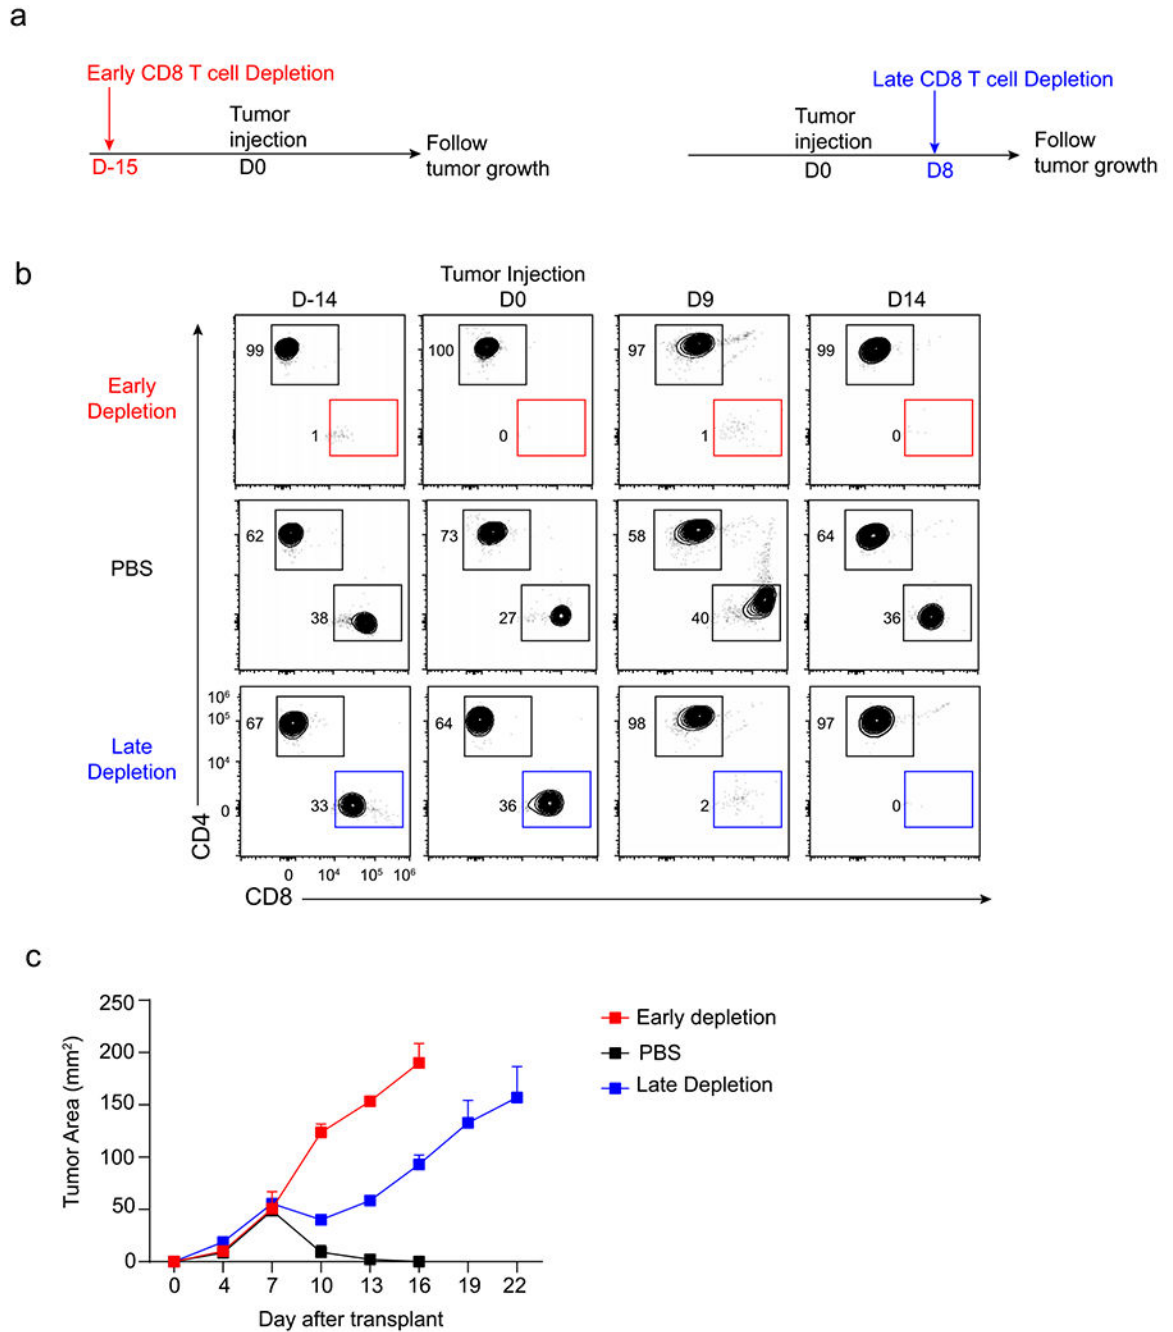 a
Early CD8 T cell Depletion
Tumor
injection
D-15
D0
Follow
tumor growth
Late CD8 T cell Depletion
Tumor
injection
D0
D8
Follow
tumor growth
b
Tumor Injection
D-14
D0
D9
D14
Early
Depletion
99
1
100
0
97
1
99
0
PBS
62
38
73
27
58
40
64
36
Late
Depletion
67
33
64
36
98
2
97
0
10⁶
10⁵
10⁴
0
CD4
0
10⁴
10⁵
10⁶
CD8
c
Tumor Area (mm²)
250
200
150
100
50
0
0 4 7 10 13 16 19 22
Day after transplant
Early depletion
PBS
Late Depletion